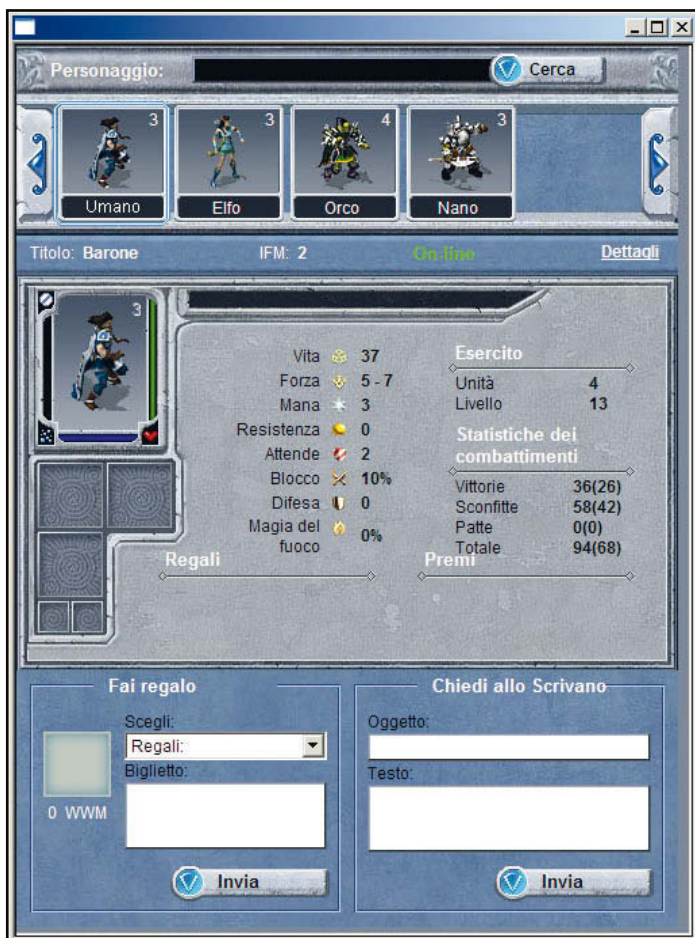 Personaggio:
Cerca
3
3
4
3
Umano
Elfo
Orco
Nano
Titolo: Barone
IFM: 2
On-line
Dettagli
3
Vita 37
Forza 5 - 7
Mana 3
Resistenza 0
Attende 2
Blocco 10%
Difesa 0
Magia del
fuoco 0%
Esercito
Unità 4
Livello 13
Statistiche dei
combattimenti
Vittorie 36(26)
Sconfitte 58(42)
Patte 0(0)
Totale 94(68)
Regali
Premi
Fai regalo
Scegli:
Regali:
Biglietto:
0 WWM
Invia
Chiedi allo Scrivano
Oggetto:
Testo:
Invia